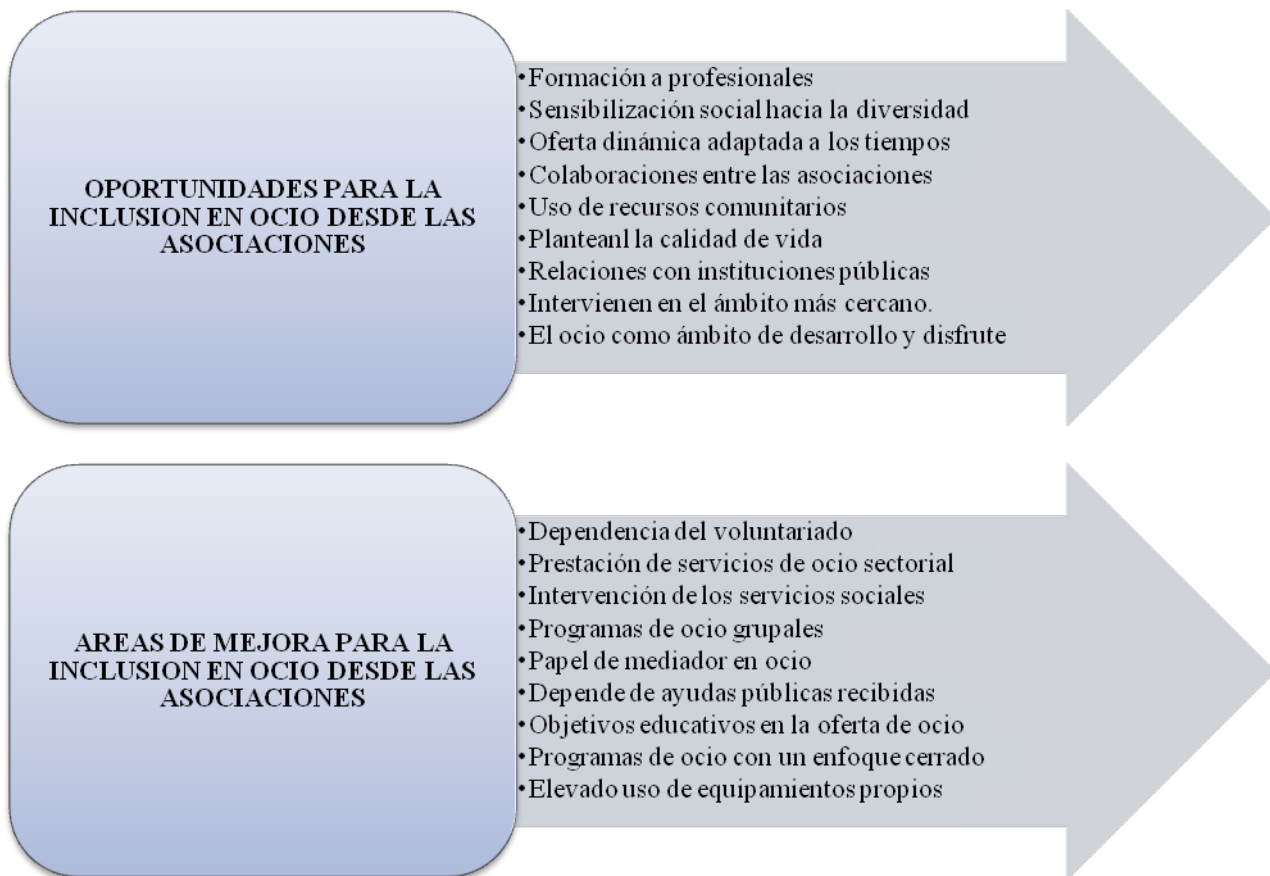 OPORTUNIDADES PARA LA
INCLUSION EN OCIO DESDE LAS
ASOCIACIONES
•Formación a profesionales
•Sensibilización social hacia la diversidad
•Oferta dinámica adaptada a los tiempos
•Colaboraciones entre las asociaciones
•Uso de recursos comunitarios
•Planteanl la calidad de vida
•Relaciones con instituciones públicas
•Intervienen en el ámbito más cercano.
•El ocio como ámbito de desarrollo y disfrute
AREAS DE MEJORA PARA LA
INCLUSION EN OCIO DESDE LAS
ASOCIACIONES
•Dependencia del voluntariado
•Prestación de servicios de ocio sectorial
•Intervención de los servicios sociales
•Programas de ocio grupales
•Papel de mediador en ocio
•Depende de ayudas públicas recibidas
•Objetivos educativos en la oferta de ocio
•Programas de ocio con un enfoque cerrado
•Elevado uso de equipamientos propios